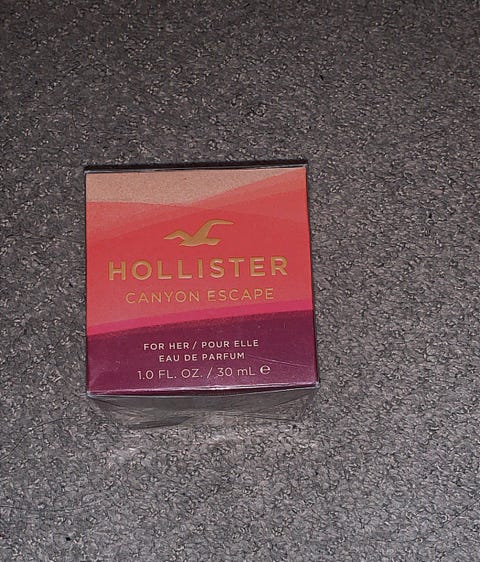 HOLLISTER
CANYON ESCAPE
FOR HER / POUR ELLE
EAU DE PARFUM
1.0 FL. OZ. / 30 mL ℮